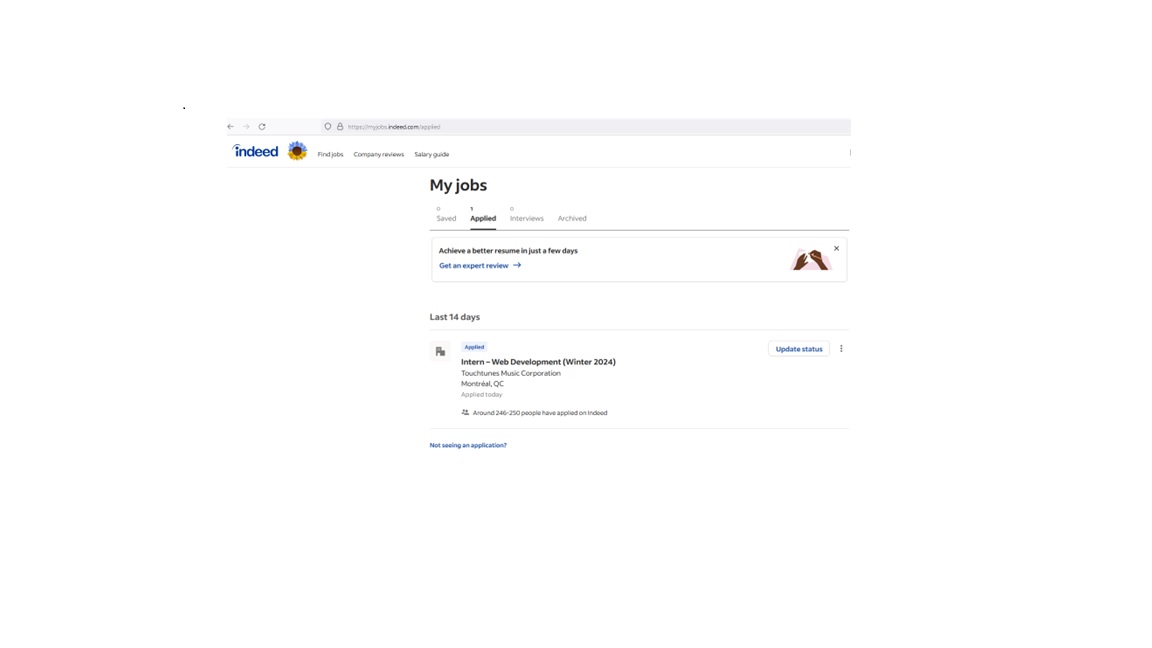 https://myjobs.indeed.com/applied
indeed Find jobs Company reviews Salary guide
My jobs
0 1 0
Saved Applied Interviews Archived
Achieve a better resume in just a few days
Get an expert review →
Last 14 days
Applied
Update status
Intern – Web Development (Winter 2024)
Touchtunes Music Corporation
Montréal, QC
Applied today
Around 246-250 people have applied on Indeed
Not seeing an application?